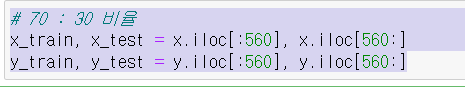 # 70 : 30 비율
x_train, x_test = x.iloc[:560], x.iloc[560:]
y_train, y_test = y.iloc[:560], y.iloc[560:]